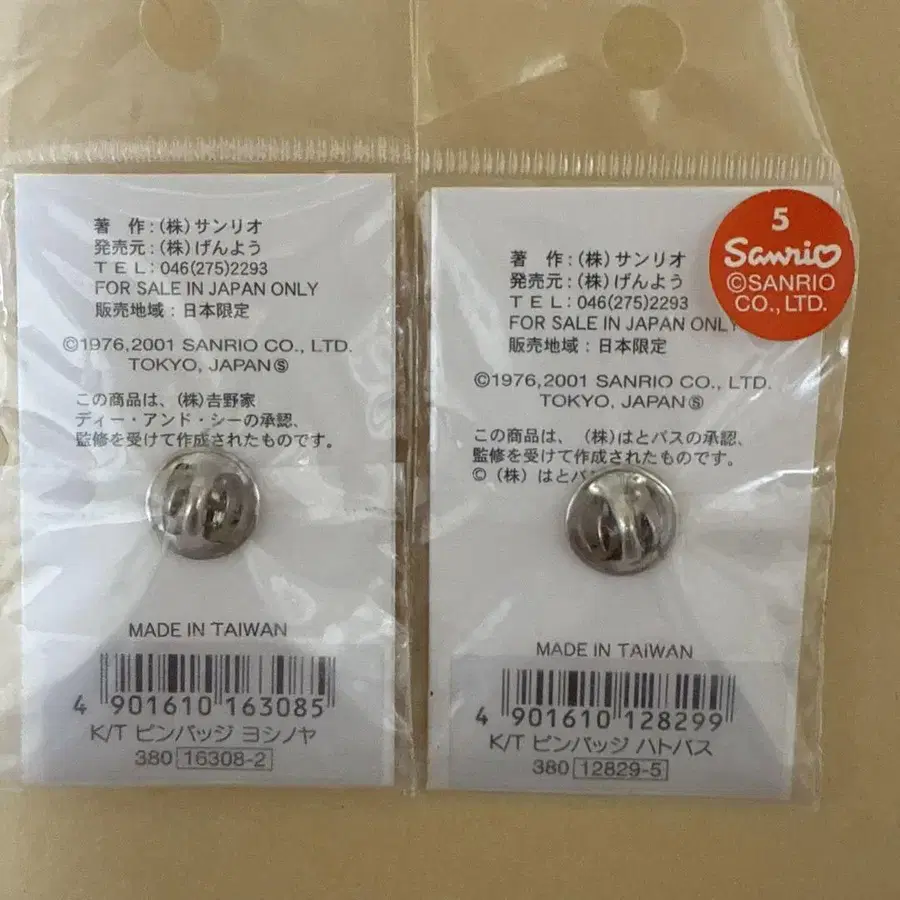 著 作:(株)サンリオ
発売元:(株)げんよう
TEL:046(275)2293
FOR SALE IN JAPAN ONLY
販売地域:日本限定
©1976,2001 SANRIO CO., LTD.
TOKYO, JAPANⓈ
この商品は、(株)吉野家
ディー・アンド・シーの承認、
監修を受けて作成されたものです。
MADE IN TAIWAN
4 901610 163085
K/T ピンバッジ ヨシノヤ
380 16308-2
5
Sanrio
©SANRIO
CO., LTD.
著 作:(株)サンリオ
発売元:(株)げんよう
TEL:046(275)2293
FOR SALE IN JAPAN ONLY
販売地域:日本限定
©1976,2001 SANRIO CO., LTD.
TOKYO, JAPANⓈ
この商品は、(株)はとバスの承認、
監修を受けて作成されたものです。
©(株)はとバス
MADE IN TAIWAN
4 901610 128299
K/T ピンバッジ ハトバス
380 12829-5